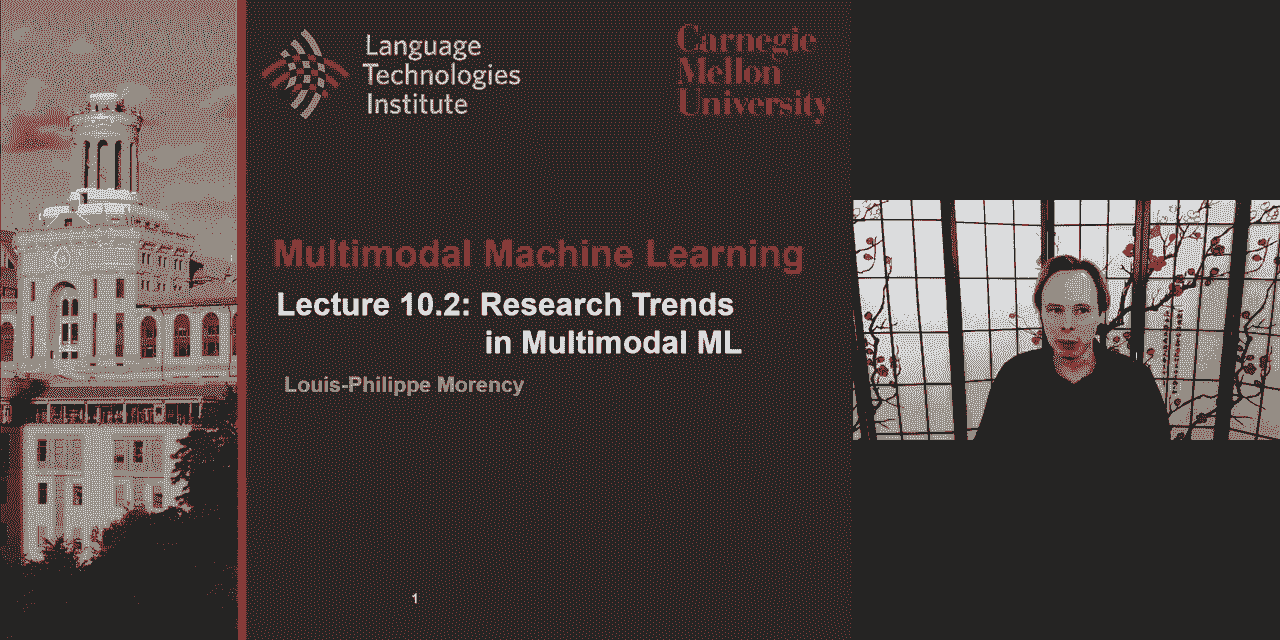 Language
Technologies
Institute
Carnegie
Mellon
University
Multimodal Machine Learning
Lecture 10.2: Research Trends
in Multimodal ML
Louis-Philippe Morency
1